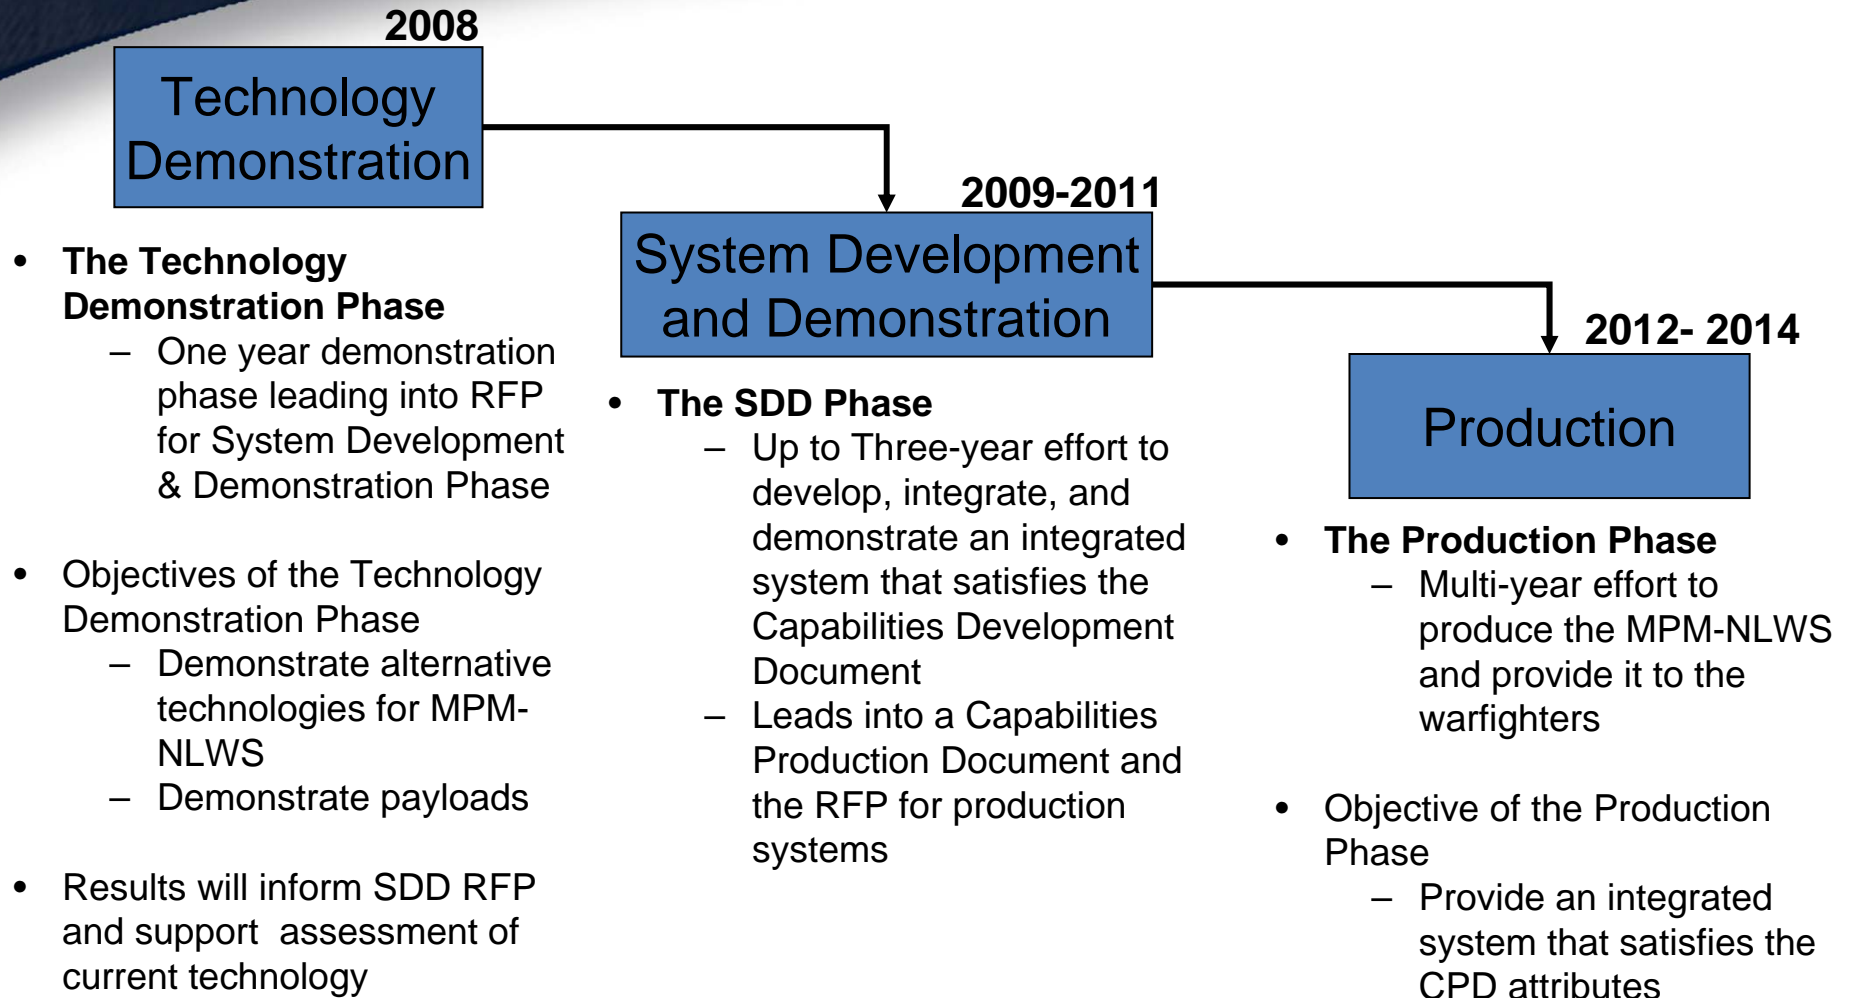 2008
Technology
Demonstration
• The Technology
Demonstration Phase
– One year demonstration
phase leading into RFP
for System Development
& Demonstration Phase
• Objectives of the Technology
Demonstration Phase
– Demonstrate alternative
technologies for MPM-
NLWS
– Demonstrate payloads
• Results will inform SDD RFP
and support assessment of
current technology
2009-2011
System Development
and Demonstration
• The SDD Phase
– Up to Three-year effort to
develop, integrate, and
demonstrate an integrated
system that satisfies the
Capabilities Development
Document
– Leads into a Capabilities
Production Document and
the RFP for production
systems
2012- 2014
Production
• The Production Phase
– Multi-year effort to
produce the MPM-NLWS
and provide it to the
warfighters
• Objective of the Production
Phase
– Provide an integrated
system that satisfies the
CPD attributes